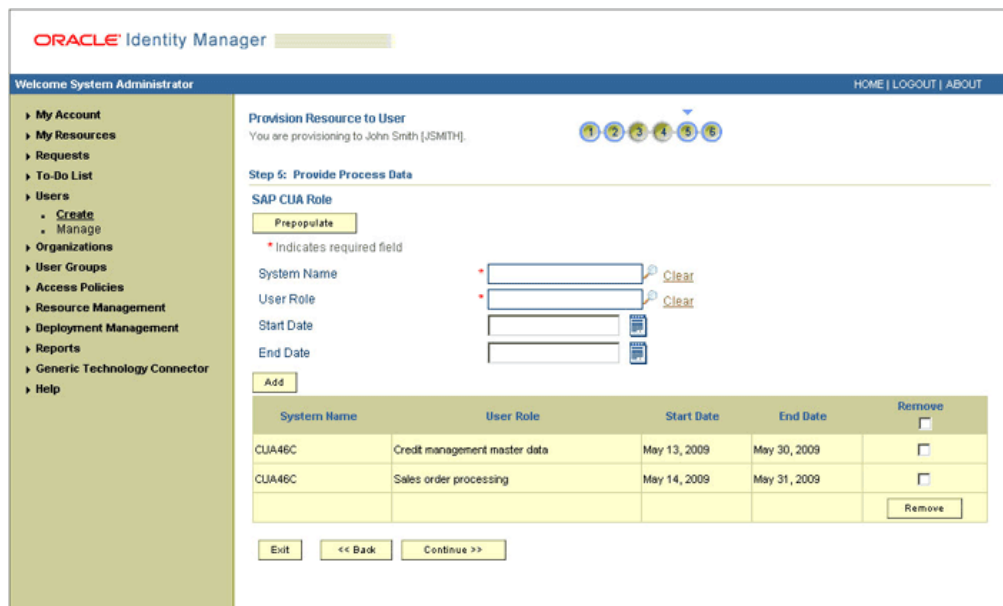 ORACLE Identity Manager
Welcome System Administrator
HOME | LOGOUT | ABOUT
My Account
My Resources
Requests
To-Do List
Users
Create
Manage
Organizations
User Groups
Access Policies
Resource Management
Deployment Management
Reports
Generic Technology Connector
Help
Provision Resource to User
You are provisioning to John Smith [JSMITH].
1 2 3 4 5 6
Step 5: Provide Process Data
SAP CUA Role
Prepopulate
* Indicates required field
System Name * Clear
User Role * Clear
Start Date
End Date
Add
System Name User Role Start Date End Date Remove
CUA46C Credit management master data May 13, 2009 May 30, 2009
CUA46C Sales order processing May 14, 2009 May 31, 2009
Remove
Exit << Back Continue >>